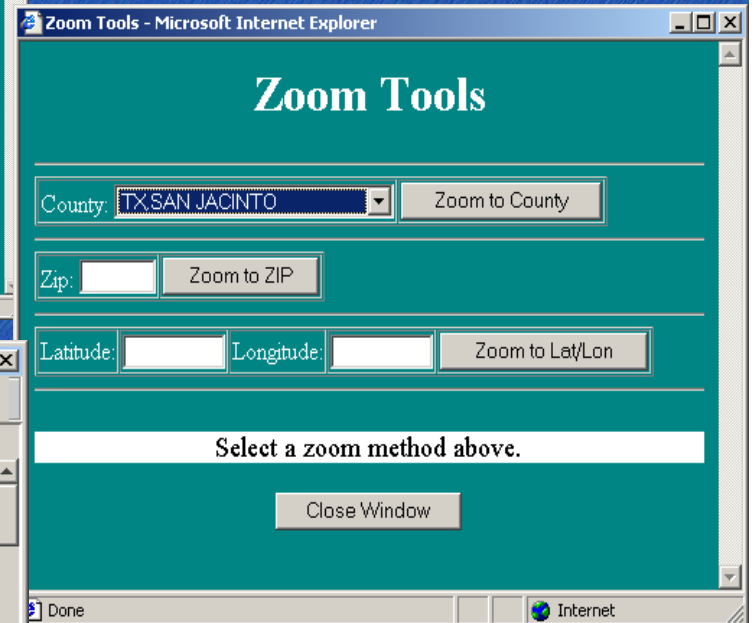 Zoom Tools - Microsoft Internet Explorer
Zoom Tools
County: TX,SAN JACINTO Zoom to County
Zip: Zoom to ZIP
Latitude: Longitude: Zoom to Lat/Lon
Select a zoom method above.
Close Window
Done Internet